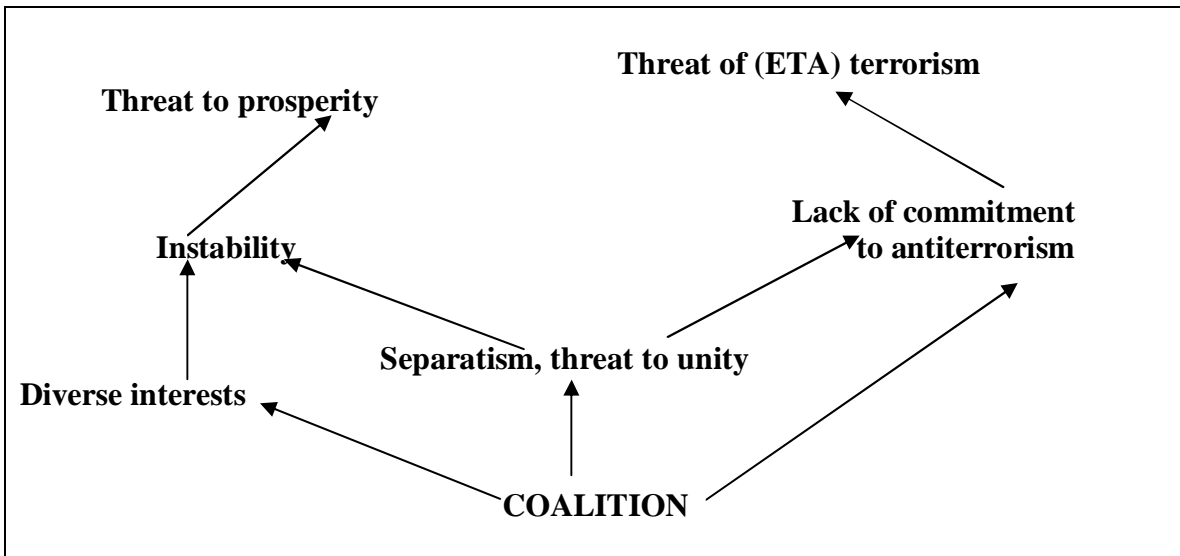 Threat of (ETA) terrorism
Threat to prosperity
Lack of commitment
to antiterrorism
Instability
Separatism, threat to unity
Diverse interests
COALITION